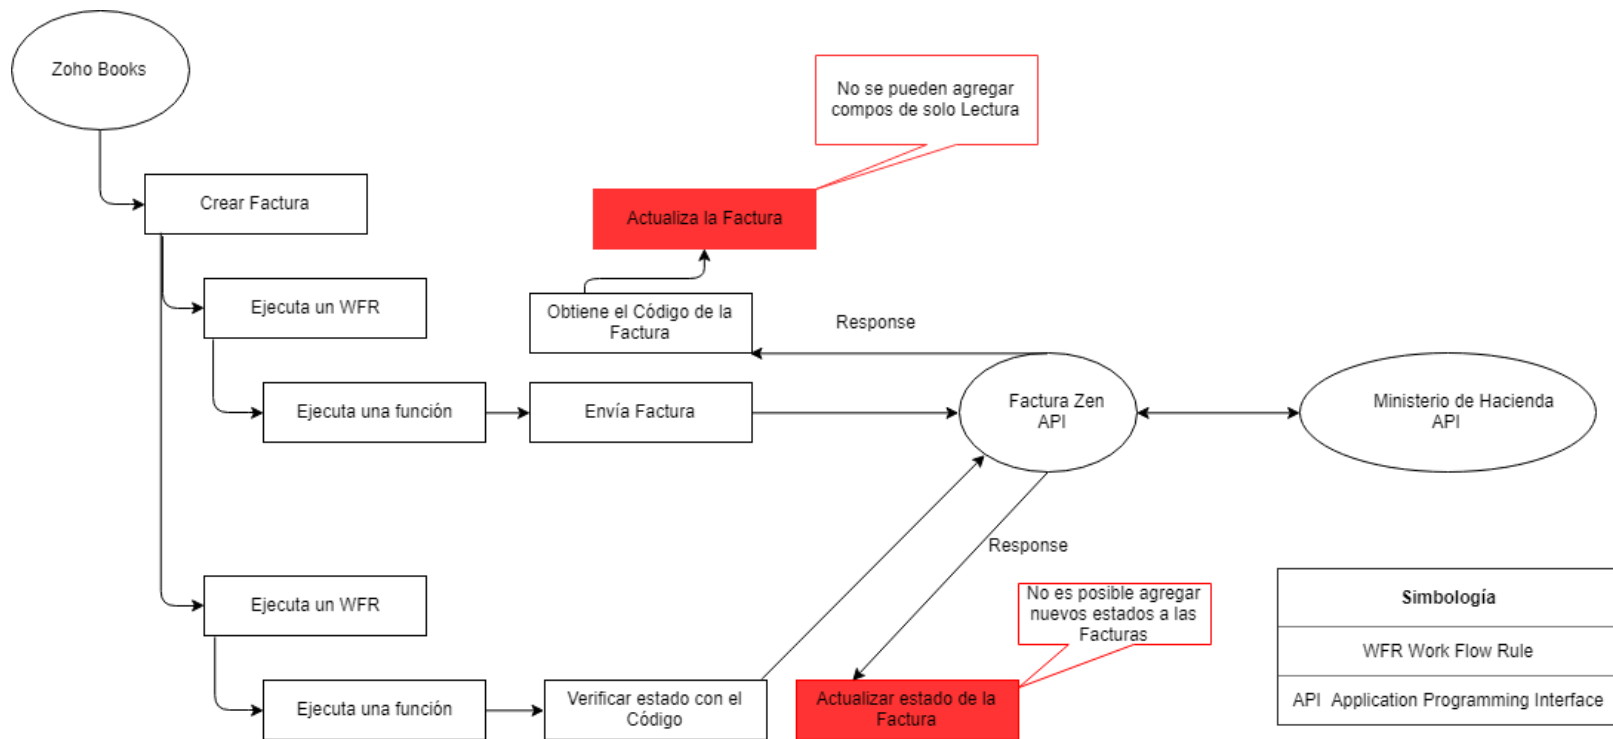 Zoho Books
No se pueden agregar
compos de solo Lectura
Crear Factura
Actualiza la Factura
Ejecuta un WFR
Obtiene el Código de la
Factura
Response
Ejecuta una función
Envía Factura
Factura Zen
API
Ministerio de Hacienda
API
Response
No es posible agregar
nuevos estados a las
Facturas
Ejecuta un WFR
Ejecuta una función
Verificar estado con el
Código
Actualizar estado de la
Factura
Simbología
WFR Work Flow Rule
API Application Programming Interface